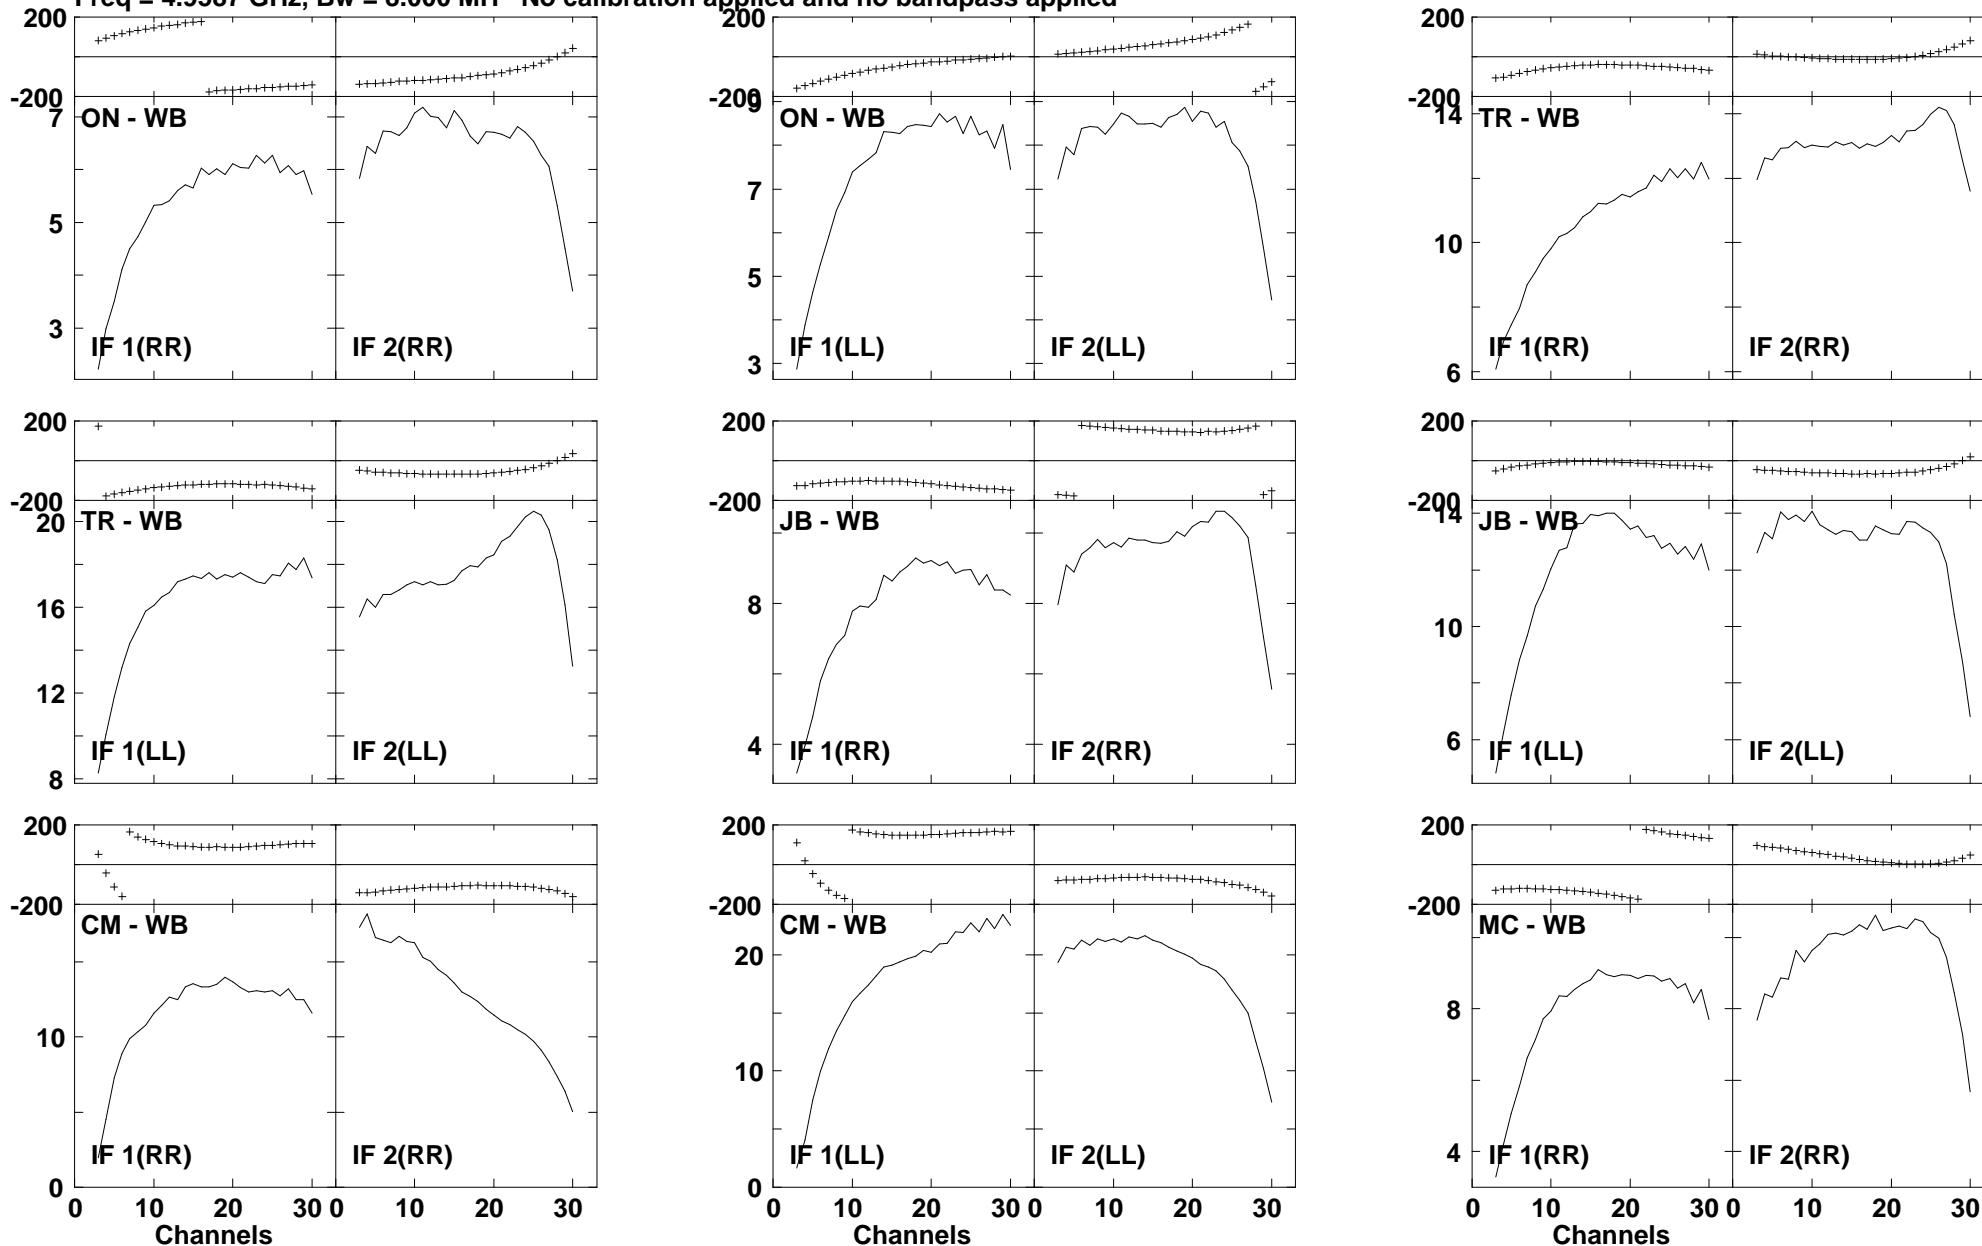 Freq = 4.9587 GHz, Bw = 8.000 MH No calibration applied and no bandpass applied
200 200 200
-200 -200 -200
7 9 14
ON - WB ON - WB TR - WB
5 7 10
3 5 6
3
IF 1(RR) IF 2(RR) IF 1(LL) IF 2(LL) IF 1(RR) IF 2(RR)
200 200 200
-200 -200 -200
20 14
TR - WB JB - WB JB - WB
16 8 10
12 4 6
8
IF 1(LL) IF 2(LL) IF 1(RR) IF 2(RR) IF 1(LL) IF 2(LL)
200 200 200
-200 -200 -200
CM - WB CM - WB MC - WB
10 20 8
10 4
IF 1(RR) IF 2(RR) IF 1(LL) IF 2(LL) IF 1(RR) IF 2(RR)
0 0
0 10 20 30 0 10 20 30 0 10 20 30 0 10 20 30 0 10 20 30 0 10 20 30
Channels Channels Channels